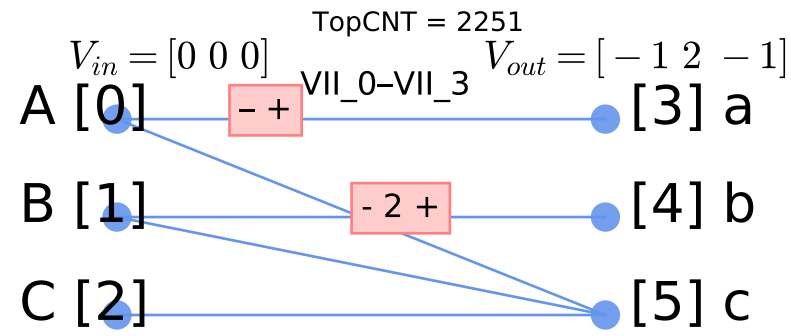 TopCNT = 2251
V_in = [0 0 0]
V_out = [−1 2 −1]
VII_0–VII_3
A [0]
– +
[3] a
B [1]
- 2 +
[4] b
C [2]
[5] c